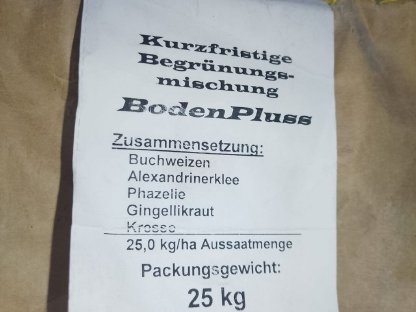 Kurzfristige
Begrünungs-
mischung
BodenPluss
Zusammensetzung:
Buchweizen
Alexandrinerklee
Phazelie
Gingellikraut
Kresse
25,0 kg/ha Aussaatmenge
Packungsgewicht:
25 kg